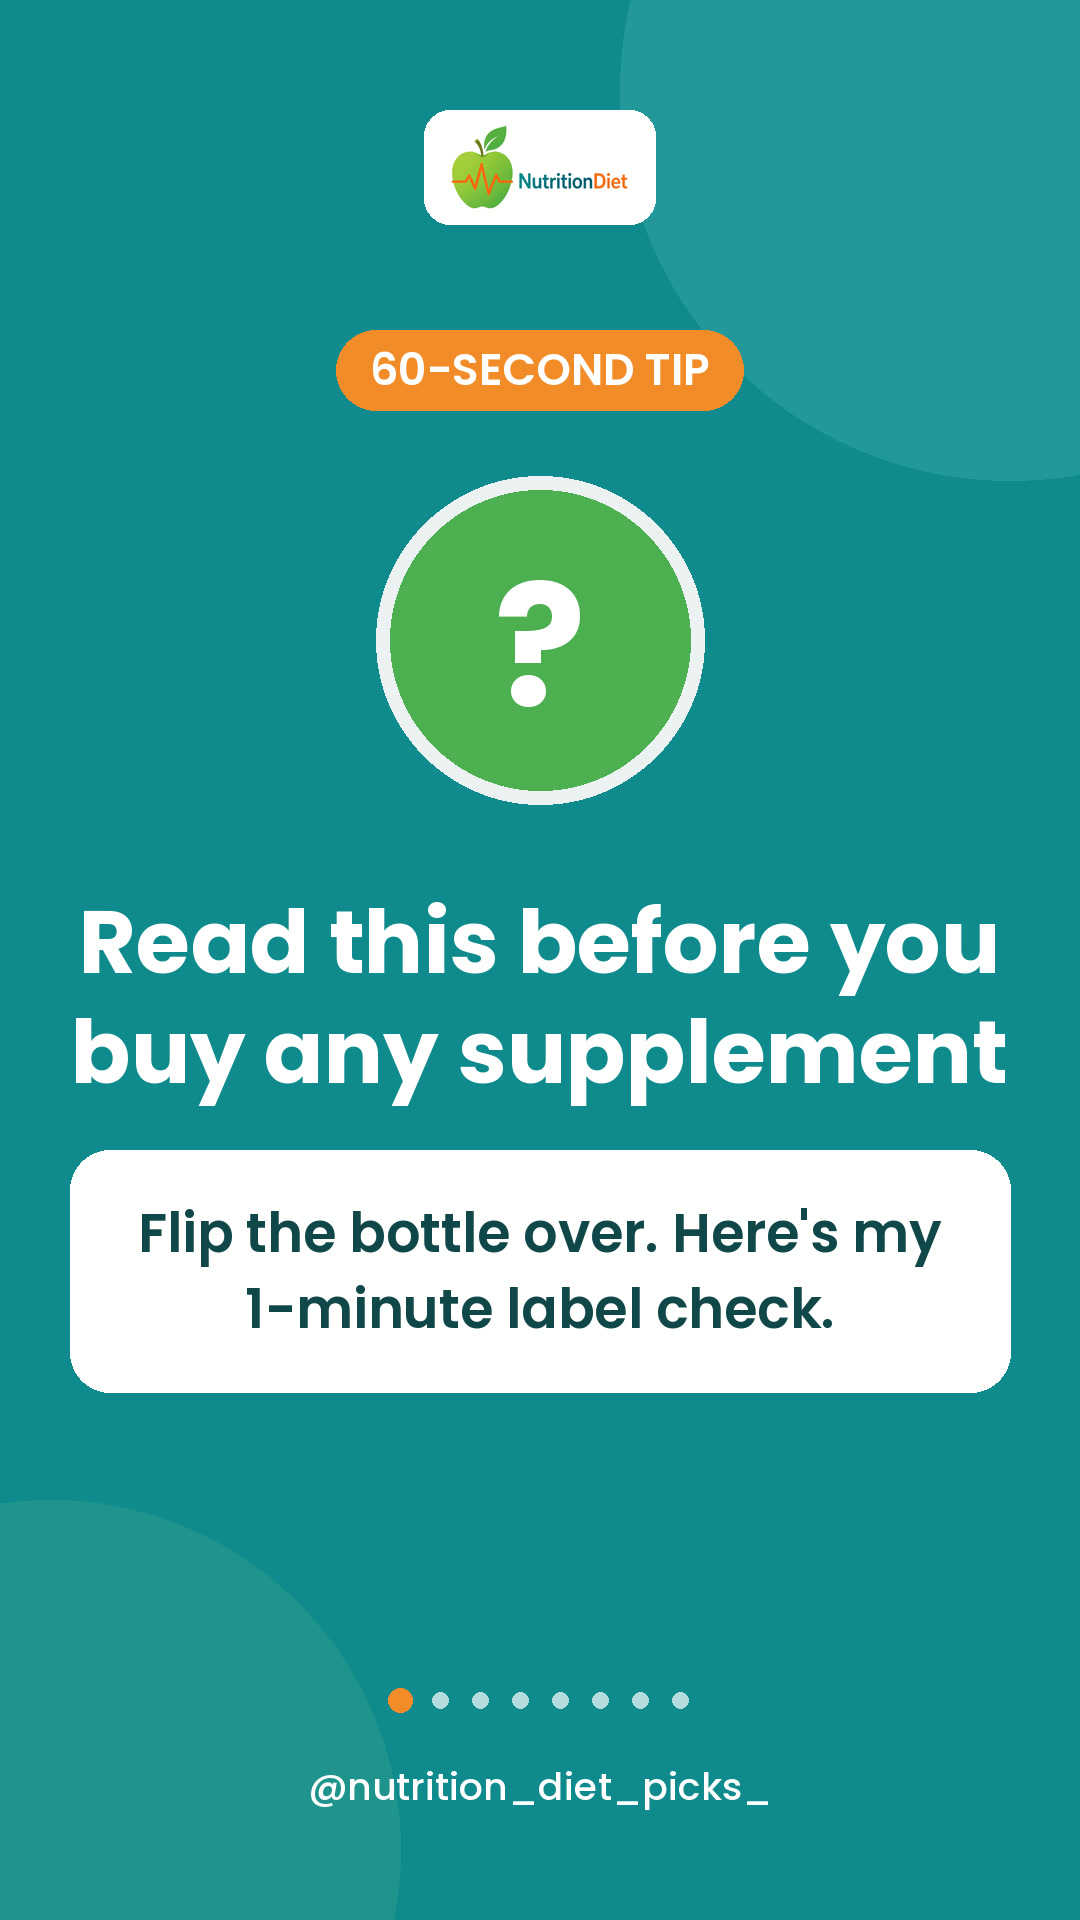 NutritionDiet
60-SECOND TIP
?
Read this before you
buy any supplement
Flip the bottle over. Here's my
1-minute label check.
@nutrition_diet_picks_